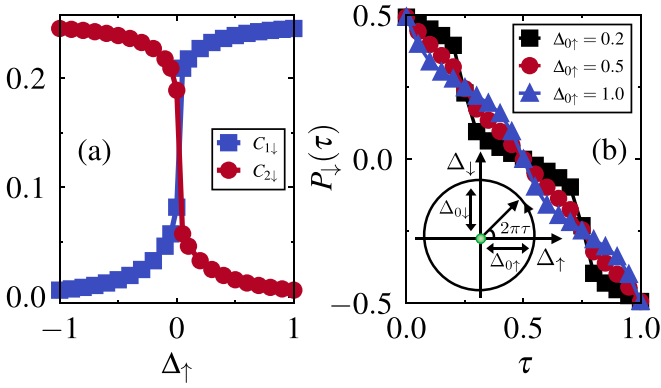 0.2
0.1
0.0
−1
0
1
Δ↑
(a)
C1↓
C2↓
0.5
0.0
−0.5
P↓(τ)
0.0
0.5
1.0
τ
(b)
Δ0↑ = 0.2
Δ0↑ = 0.5
Δ0↑ = 1.0
Δ↓
Δ0↓
2πτ
Δ0↑
Δ↑